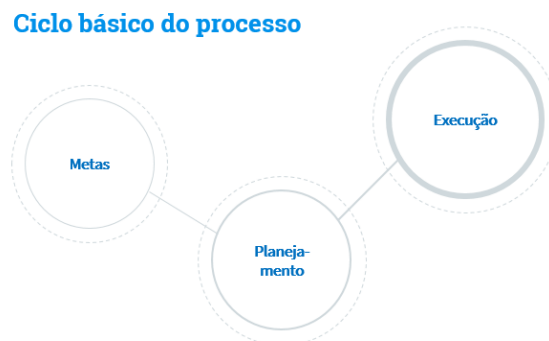 Ciclo básico do processo
Metas
Planeja-
mento
Execução